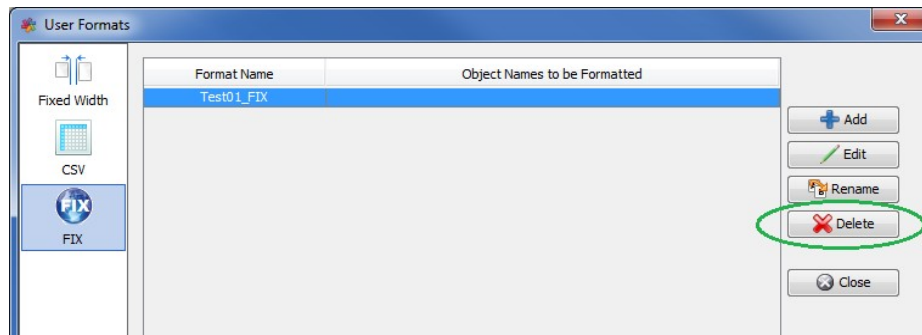 User Formats
Fixed Width
CSV
FIX
FIX
Format Name Object Names to be Formatted
Test01_FIX
Add
Edit
Rename
Delete
Close